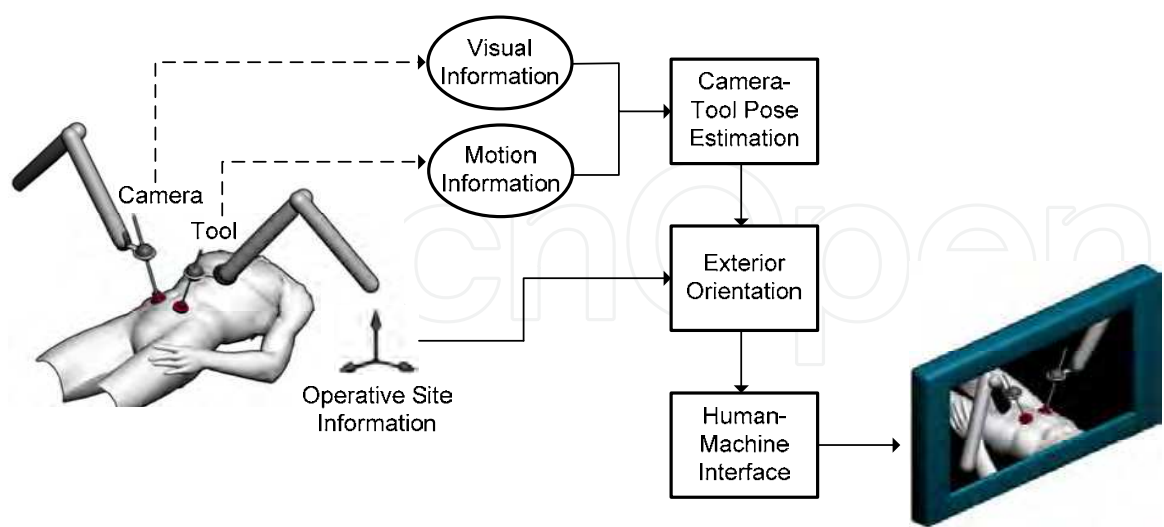 Visual
Information
Motion
Information
Camera-
Tool Pose
Estimation
Camera
Tool
Exterior
Orientation
Operative Site
Information
Human-
Machine
Interface